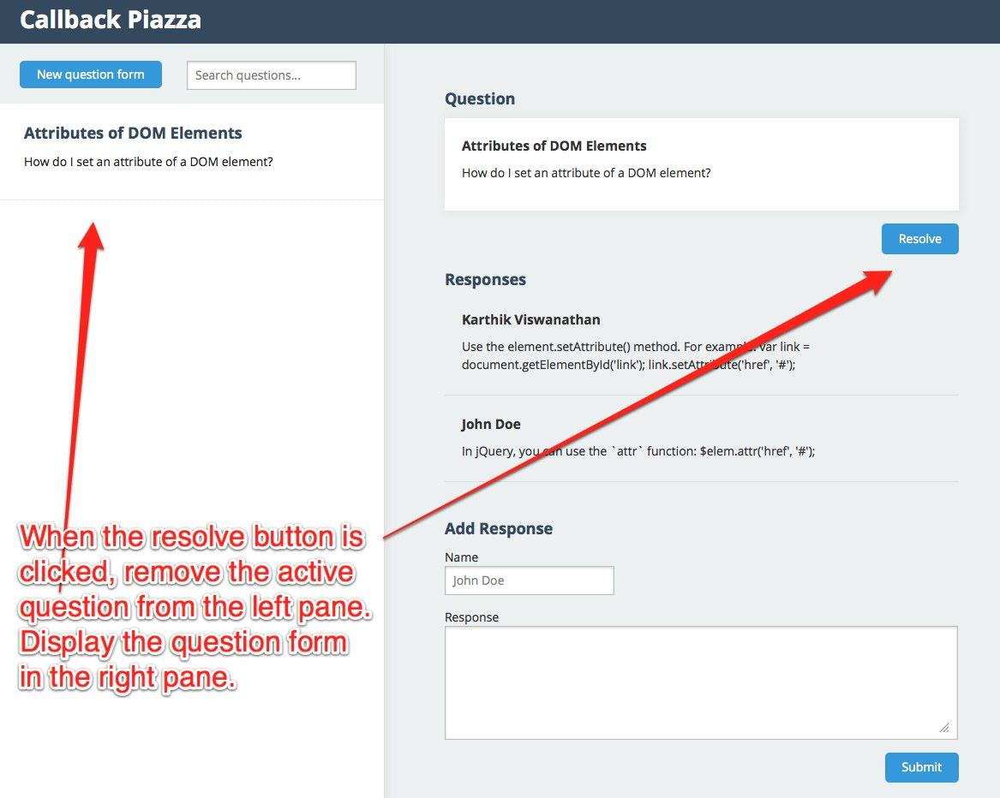 Callback Piazza
New question form
Search questions...
Attributes of DOM Elements
How do I set an attribute of a DOM element?
When the resolve button is
clicked, remove the active
question from the left pane.
Display the question form
in the right pane.
Question
Attributes of DOM Elements
How do I set an attribute of a DOM element?
Resolve
Responses
Karthik Viswanathan
Use the element.setAttribute() method. For example: var link =
document.getElementById('link'); link.setAttribute('href', '#');
John Doe
In jQuery, you can use the `attr` function: $elem.attr('href', '#');
Add Response
Name
John Doe
Response
Submit